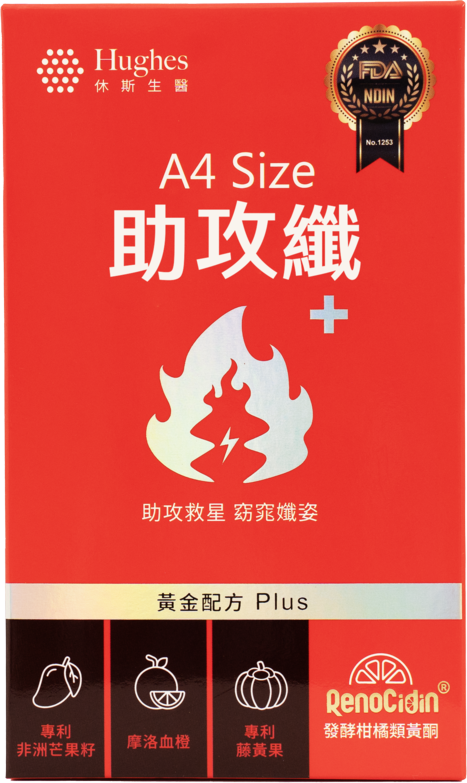 Hughes
休斯生醫
FDA
NDIN
No.1253
A4 Size
助攻纖
+
助攻救星 窈窕孅姿
黃金配方 Plus
專利
非洲芒果籽
摩洛血橙
專利
藤黃果
RenoCidin®
發酵柑橘類黃酮